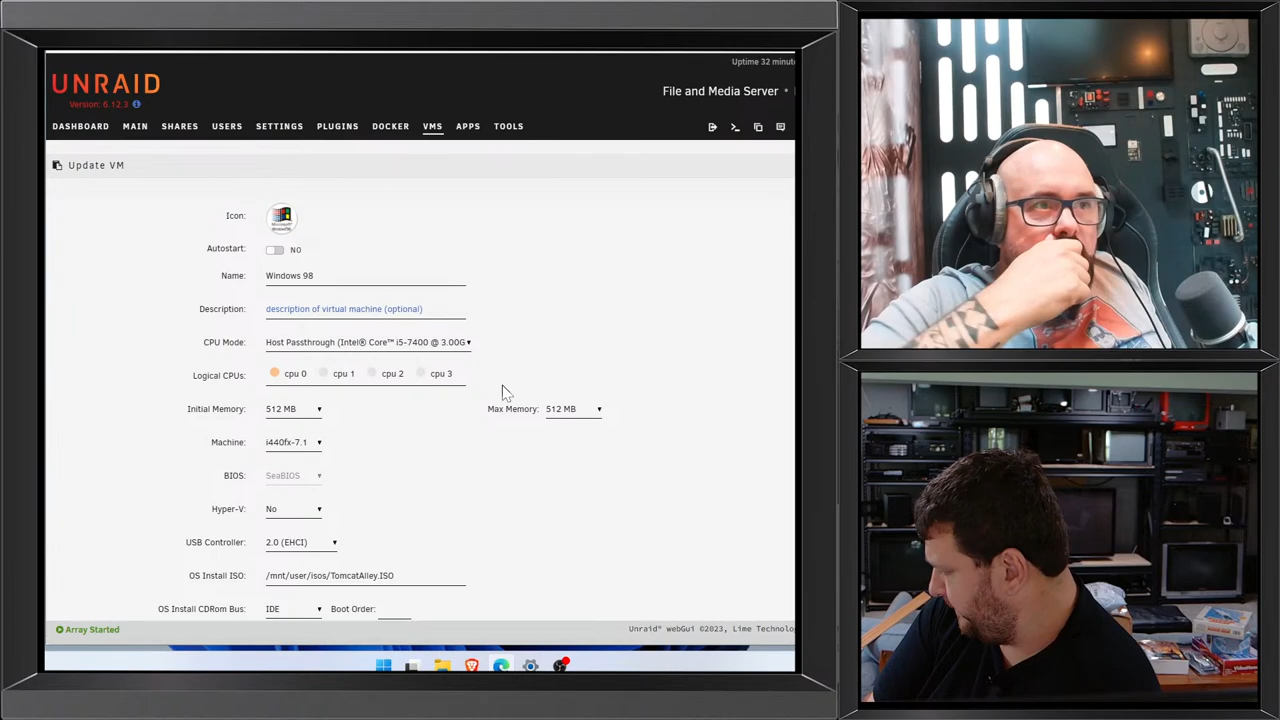 Uptime 32 minut
UNRAID
Version: 6.12.3
File and Media Server •
DASHBOARD MAIN SHARES USERS SETTINGS PLUGINS DOCKER VMS APPS TOOLS
Update VM
Icon:
Autostart: NO
Name: Windows 98
Description: description of virtual machine (optional)
CPU Mode: Host Passthrough (Intel® Core™ i5-7400 @ 3.00G
Logical CPUs: cpu 0 cpu 1 cpu 2 cpu 3
Initial Memory: 512 MB Max Memory: 512 MB
Machine: i440fx-7.1
BIOS: SeaBIOS
Hyper-V: No
USB Controller: 2.0 (EHCI)
OS Install ISO: /mnt/user/isos/TomcatAlley.ISO
OS Install CDRom Bus: IDE Boot Order:
Array Started
Unraid® webGui ©2023, Lime Technolo